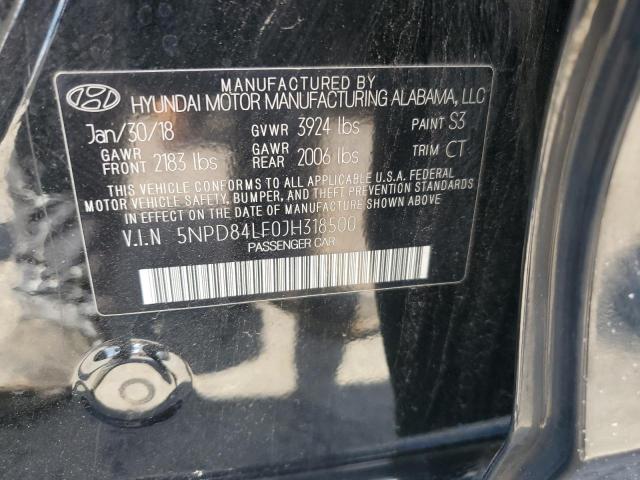 MANUFACTURED BY
HYUNDAI MOTOR MANUFACTURING ALABAMA, LLC
Jan/30/18 GVWR 3924 lbs PAINT S3
GAWR FRONT 2183 lbs GAWR REAR 2006 lbs TRIM CT
THIS VEHICLE CONFORMS TO ALL APPLICABLE U.S.A. FEDERAL
MOTOR VEHICLE SAFETY, BUMPER, AND THEFT PREVENTION STANDARDS
IN EFFECT ON THE DATE OF MANUFACTURE SHOWN ABOVE.
V.I.N 5NPD84LF0JH318500
PASSENGER CAR